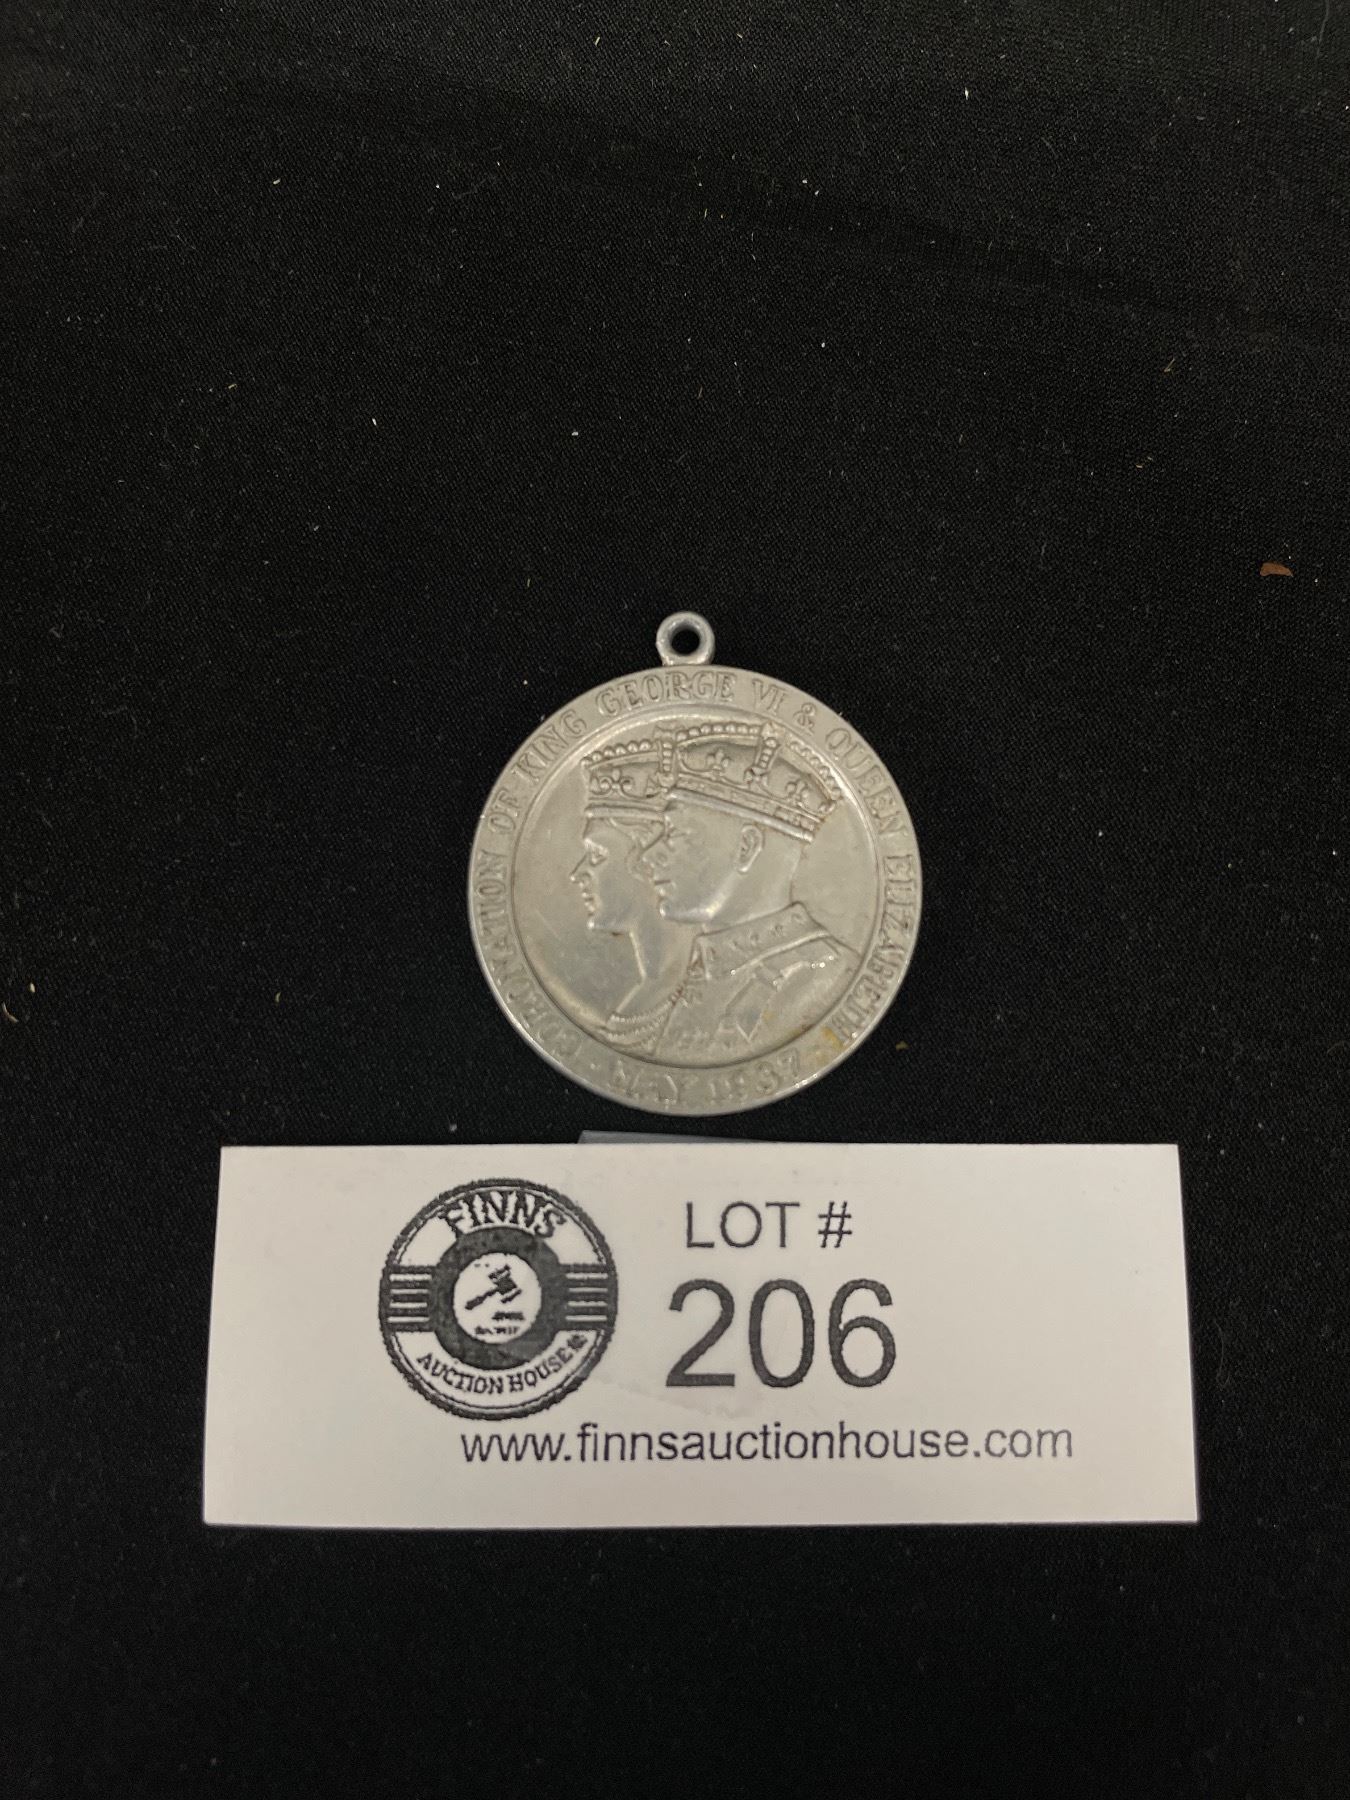 CORONATION OF KING GEORGE VI & QUEEN ELIZABETH
· MAY 1937 ·
FINNS
AUCTION HOUSE
LOT #
206
www.finnsauctionhouse.com